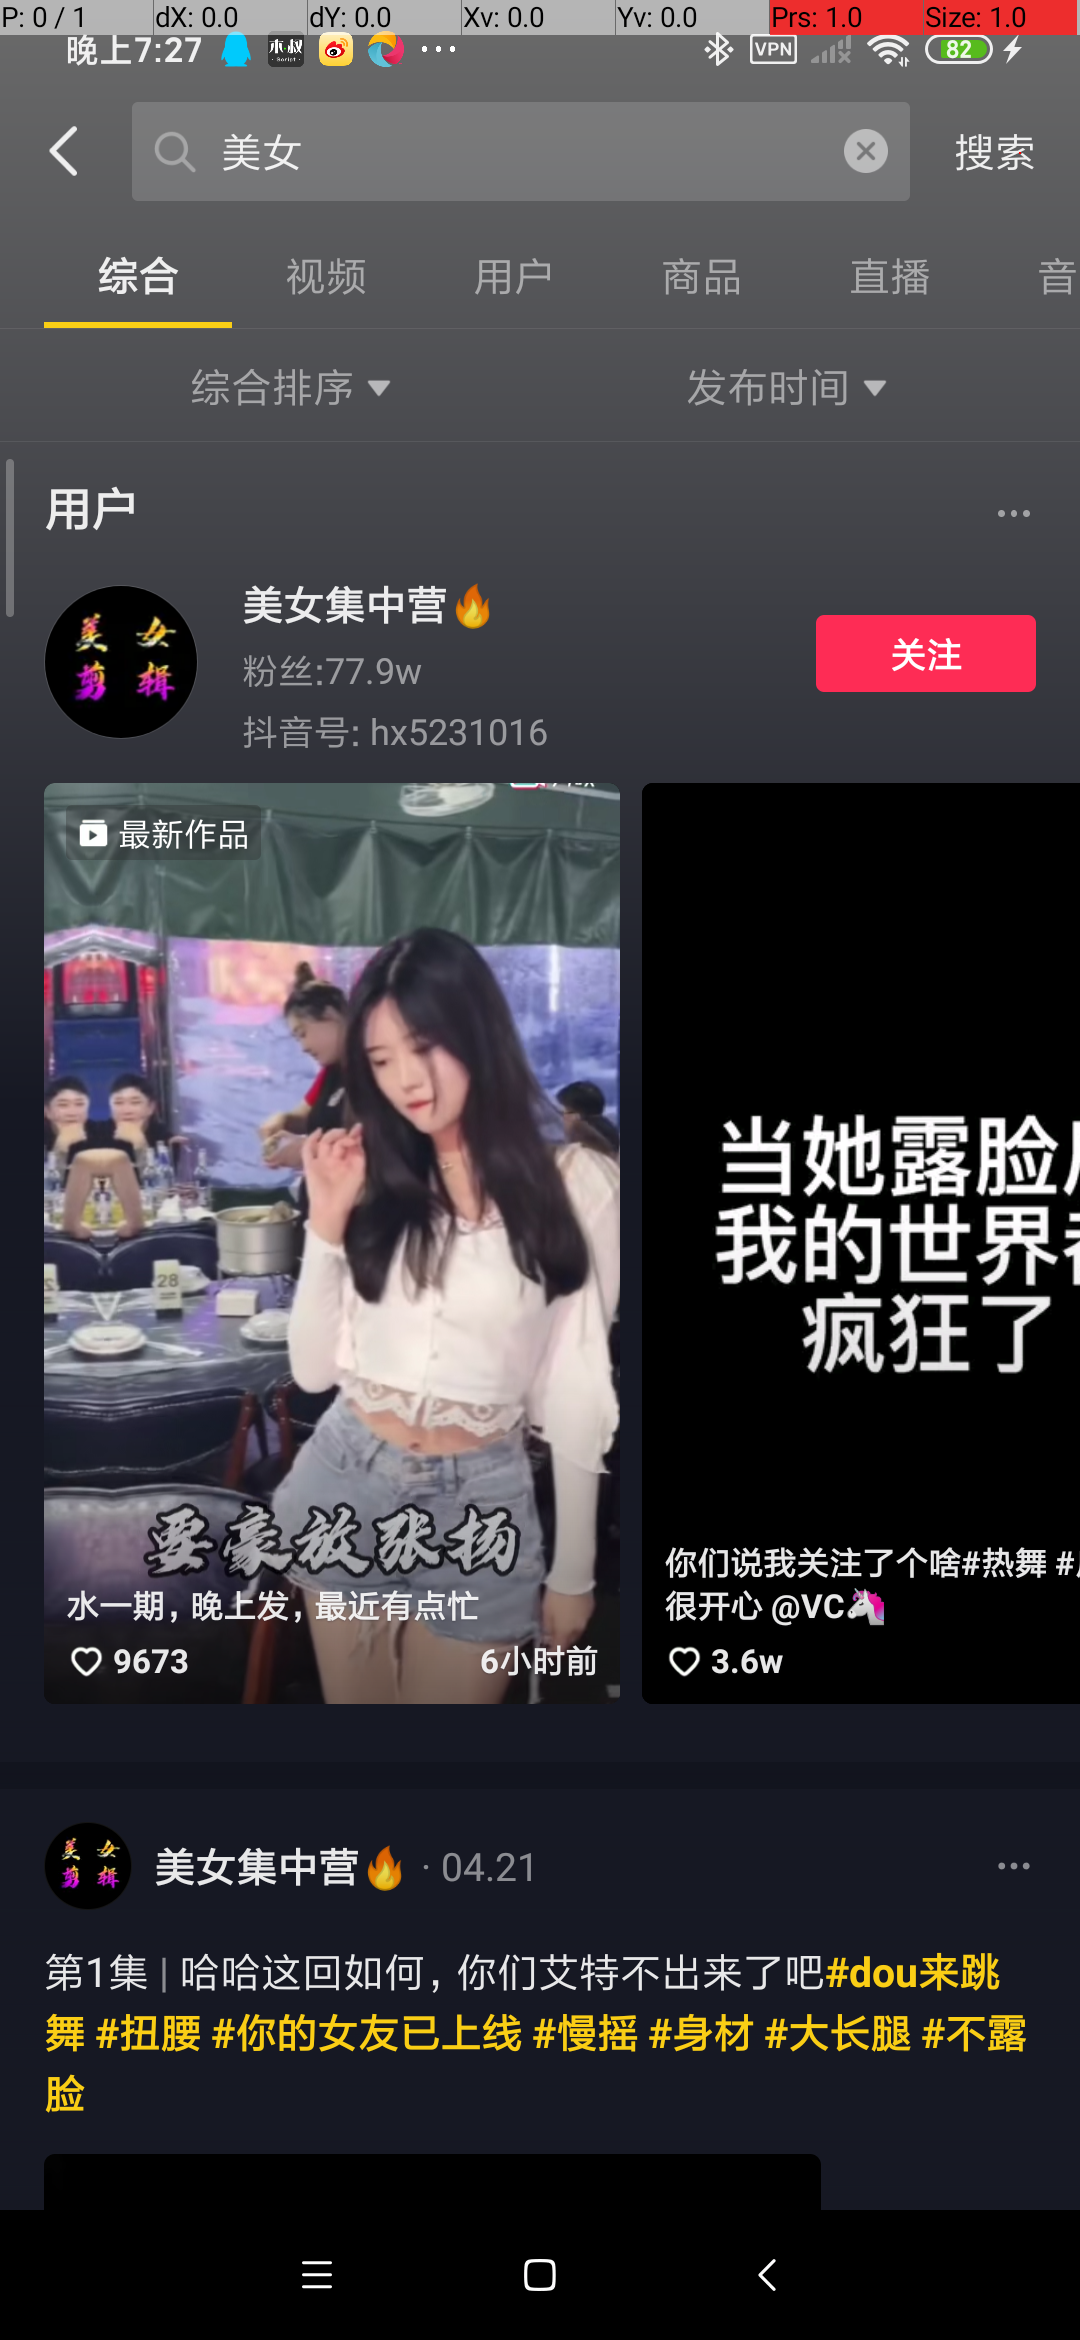 P: 0 / 1 dX: 0.0 dY: 0.0 Xv: 0.0 Yv: 0.0 Prs: 1.0 Size: 1.0
晚上7:27 木叔 Script VPN 82
美女 搜索
综合 视频 用户 商品 直播 音
综合排序 发布时间
用户
美女集中营🔥
粉丝:77.9w
关注
抖音号: hx5231016
美女
剪辑
最新作品
28
要豪放张扬
水一期，晚上发，最近有点忙
9673 6小时前
当她露脸
我的世界
疯狂了
你们说我关注了个啥#热舞 #
很开心 @VC🦄
3.6w
美女
剪辑
美女集中营🔥 · 04.21
第1集 | 哈哈这回如何，你们艾特不出来了吧#dou来跳
舞 #扭腰 #你的女友已上线 #慢摇 #身材 #大长腿 #不露
脸